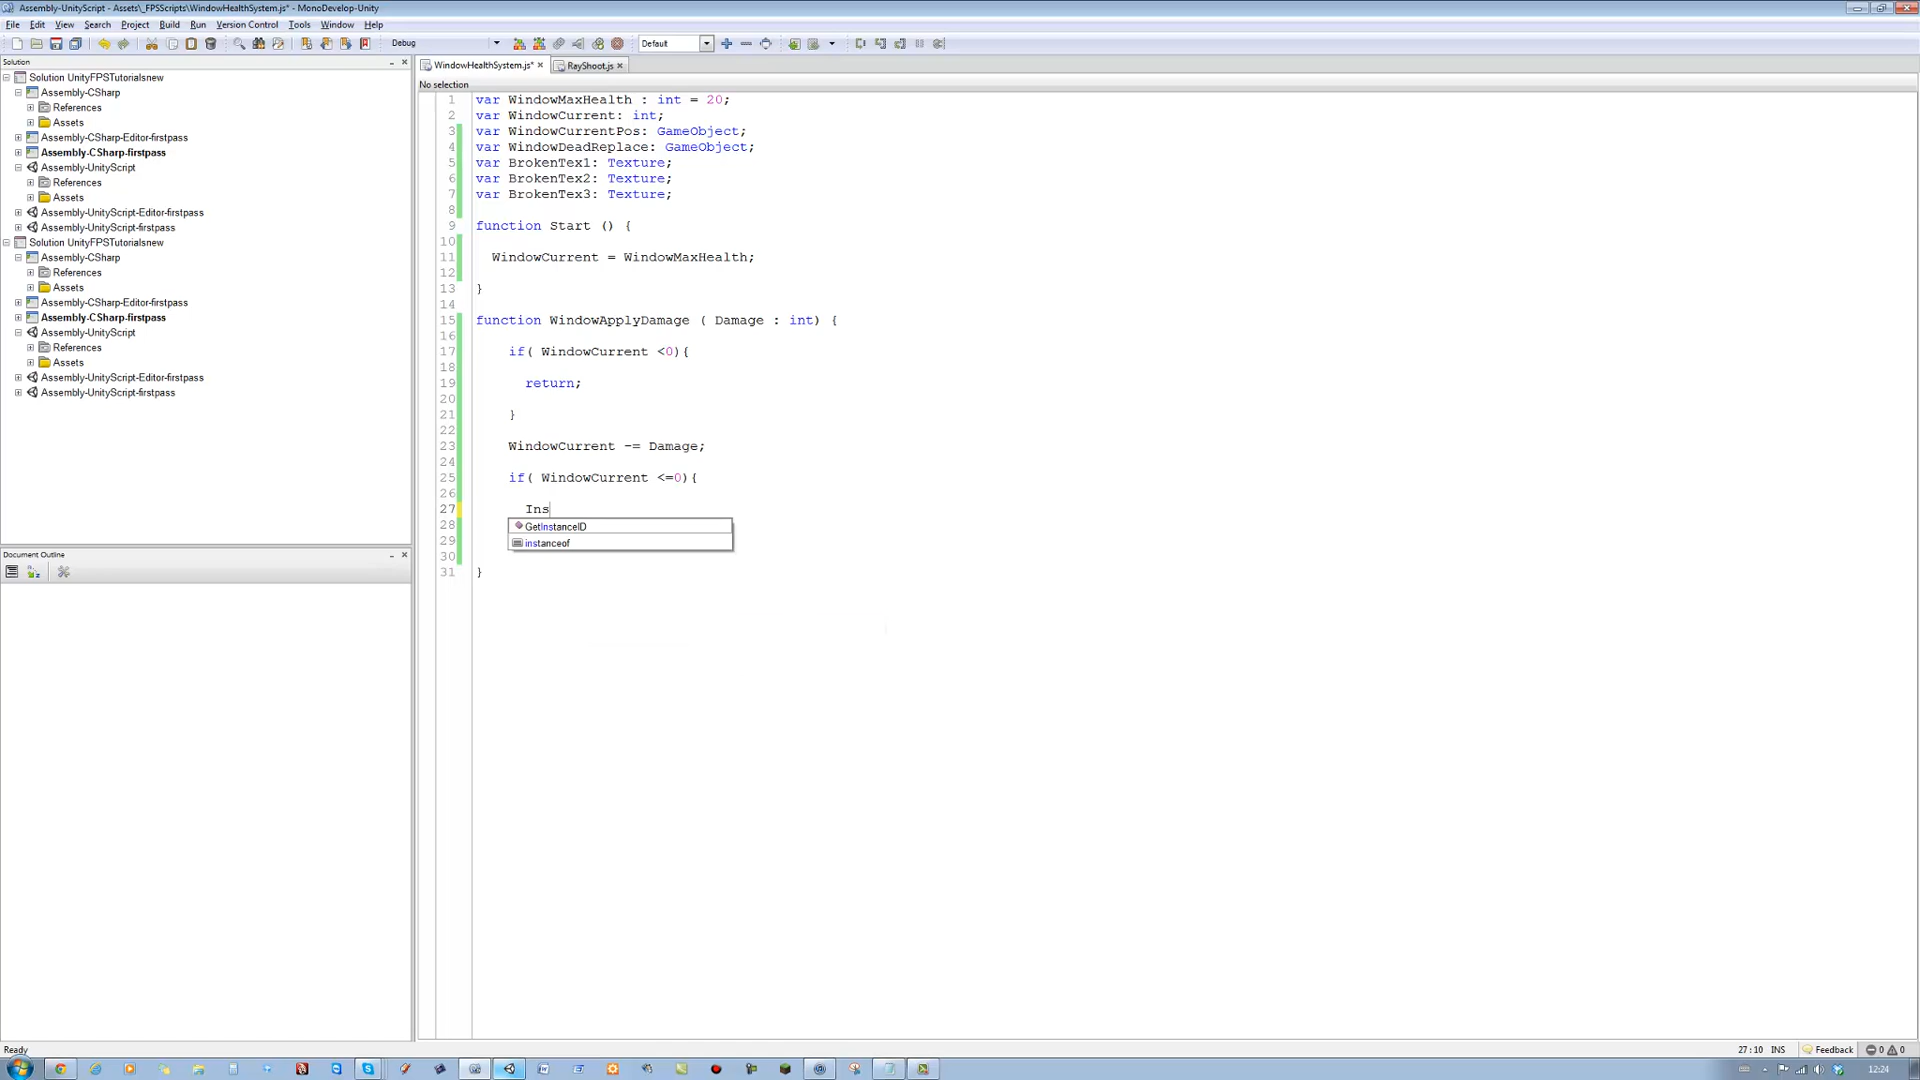 Assembly-UnityScript - Assets\_FPSScripts\WindowHealthSystem.js* - MonoDevelop-Unity
File Edit View Search Project Build Run Version Control Tools Window Help
Debug Default
Solution
Solution UnityFPSTutorialsnew
Assembly-CSharp
References
Assets
Assembly-CSharp-Editor-firstpass
Assembly-CSharp-firstpass
Assembly-UnityScript
References
Assets
Assembly-UnityScript-Editor-firstpass
Assembly-UnityScript-firstpass
Solution UnityFPSTutorialsnew
Assembly-CSharp
References
Assets
Assembly-CSharp-Editor-firstpass
Assembly-CSharp-firstpass
Assembly-UnityScript
References
Assets
Assembly-UnityScript-Editor-firstpass
Assembly-UnityScript-firstpass
Document Outline
WindowHealthSystem.js* RayShoot.js
No selection
1 var WindowMaxHealth : int = 20;
2 var WindowCurrent: int;
3 var WindowCurrentPos: GameObject;
4 var WindowDeadReplace: GameObject;
5 var BrokenTex1: Texture;
6 var BrokenTex2: Texture;
7 var BrokenTex3: Texture;
8
9 function Start () {
10
11 WindowCurrent = WindowMaxHealth;
12
13 }
14
15 function WindowApplyDamage ( Damage : int) {
16
17 if( WindowCurrent <0){
18
19 return;
20
21 }
22
23 WindowCurrent -= Damage;
24
25 if( WindowCurrent <=0){
26
27 Ins
28 GetInstanceID
29 instanceof
30
31 }
Ready
27 : 10 INS Feedback 0 0
12:24